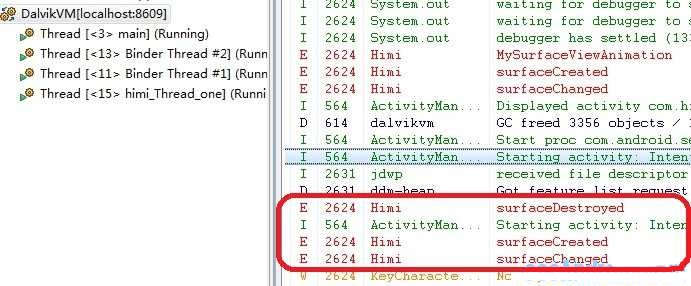 DalvikVM[localhost:8609]
Thread [<3> main] (Running)
Thread [<13> Binder Thread #2] (Runn
Thread [<11> Binder Thread #1] (Runn
Thread [<15> himi_Thread_one] (Runni
I 2624 System.out waiting for debugger to s
I 2624 System.out waiting for debugger to s
I 2624 System.out debugger has settled (13
E 2624 Himi MySurfaceViewAnimation
E 2624 Himi surfaceCreated
E 2624 Himi surfaceChanged
I 564 ActivityMan... Displayed activity com.hi
D 614 dalvikvm GC freed 3356 objects /
I 564 ActivityMan... Start proc com.android.se
I 564 ActivityMan... Starting activity: Inten
I 2631 jdwp received file descriptor
D 2631 ddm-heap Got feature list request
E 2624 Himi surfaceDestroyed
I 564 ActivityMan... Starting activity: Inten
E 2624 Himi surfaceCreated
E 2624 Himi surfaceChanged
W 2624 KeyCharacte... Nc